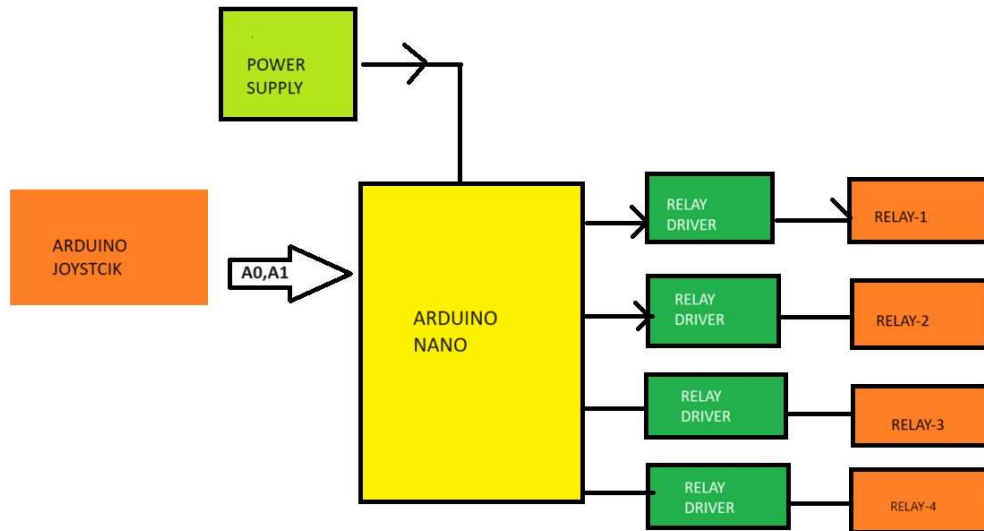 POWER
SUPPLY
ARDUINO
JOYSTCIK
A0,A1
ARDUINO
NANO
RELAY
DRIVER
RELAY-1
RELAY
DRIVER
RELAY-2
RELAY
DRIVER
RELAY-3
RELAY
DRIVER
RELAY-4